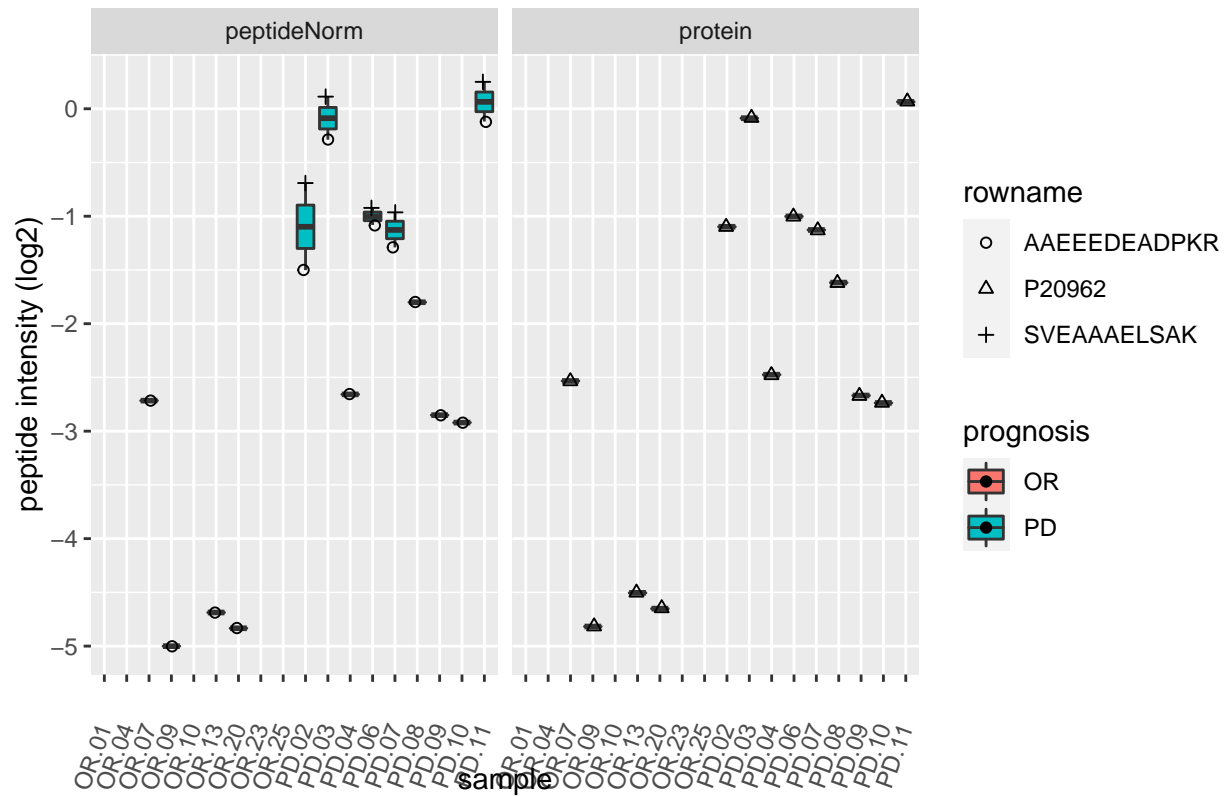 peptideNorm
protein
0
−1
−2
−3
−4
−5
peptide intensity (log2)
OR.01
OR.04
OR.07
OR.09
OR.10
OR.13
OR.20
OR.23
OR.25
PD.02
PD.03
PD.04
PD.06
PD.07
PD.08
PD.09
PD.10
PD.11
OR.01
OR.04
OR.07
OR.09
OR.10
OR.13
OR.20
OR.23
OR.25
PD.02
PD.03
PD.04
PD.06
PD.07
PD.08
PD.09
PD.10
PD.11
sample
rowname
AAEEEDEADPKR
P20962
SVEAAAELSAK
prognosis
OR
PD